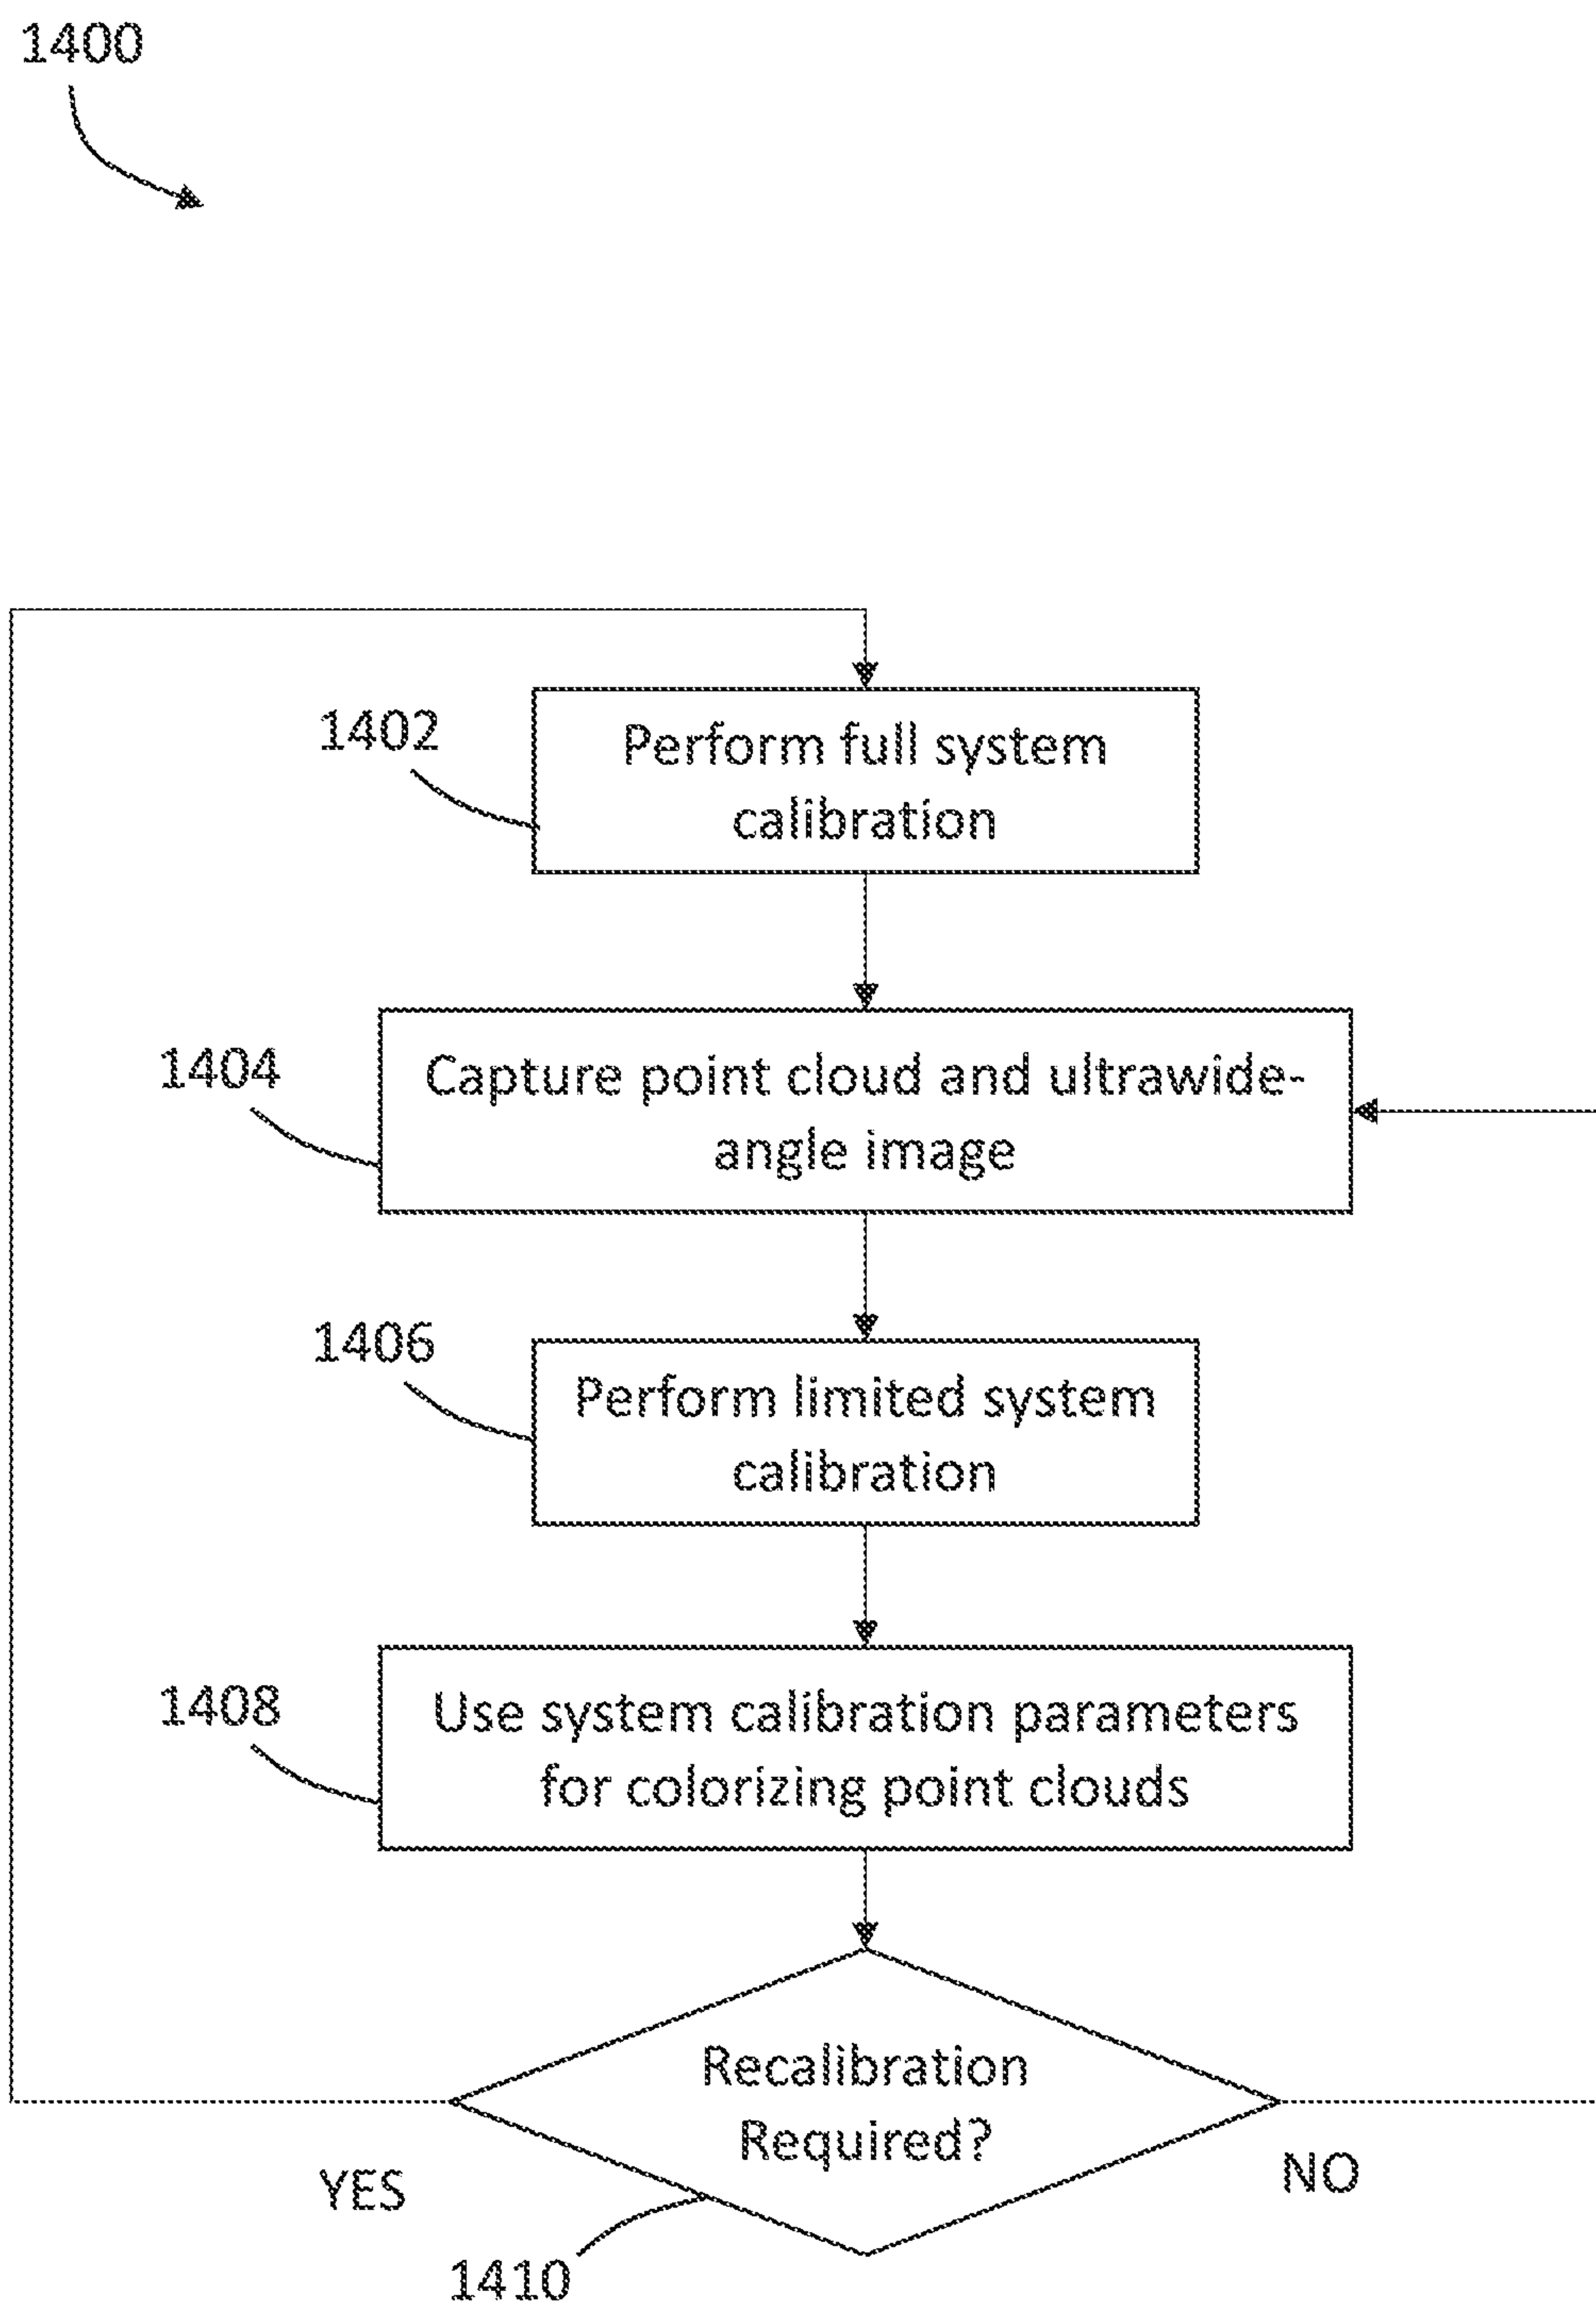 1400
1402
Perform full system
calibration
1404
Capture point cloud and ultrawide-
angle image
1406
Perform limited system
calibration
1408
Use system calibration parameters
for colorizing point clouds
Recalibration
Required?
YES
NO
1410